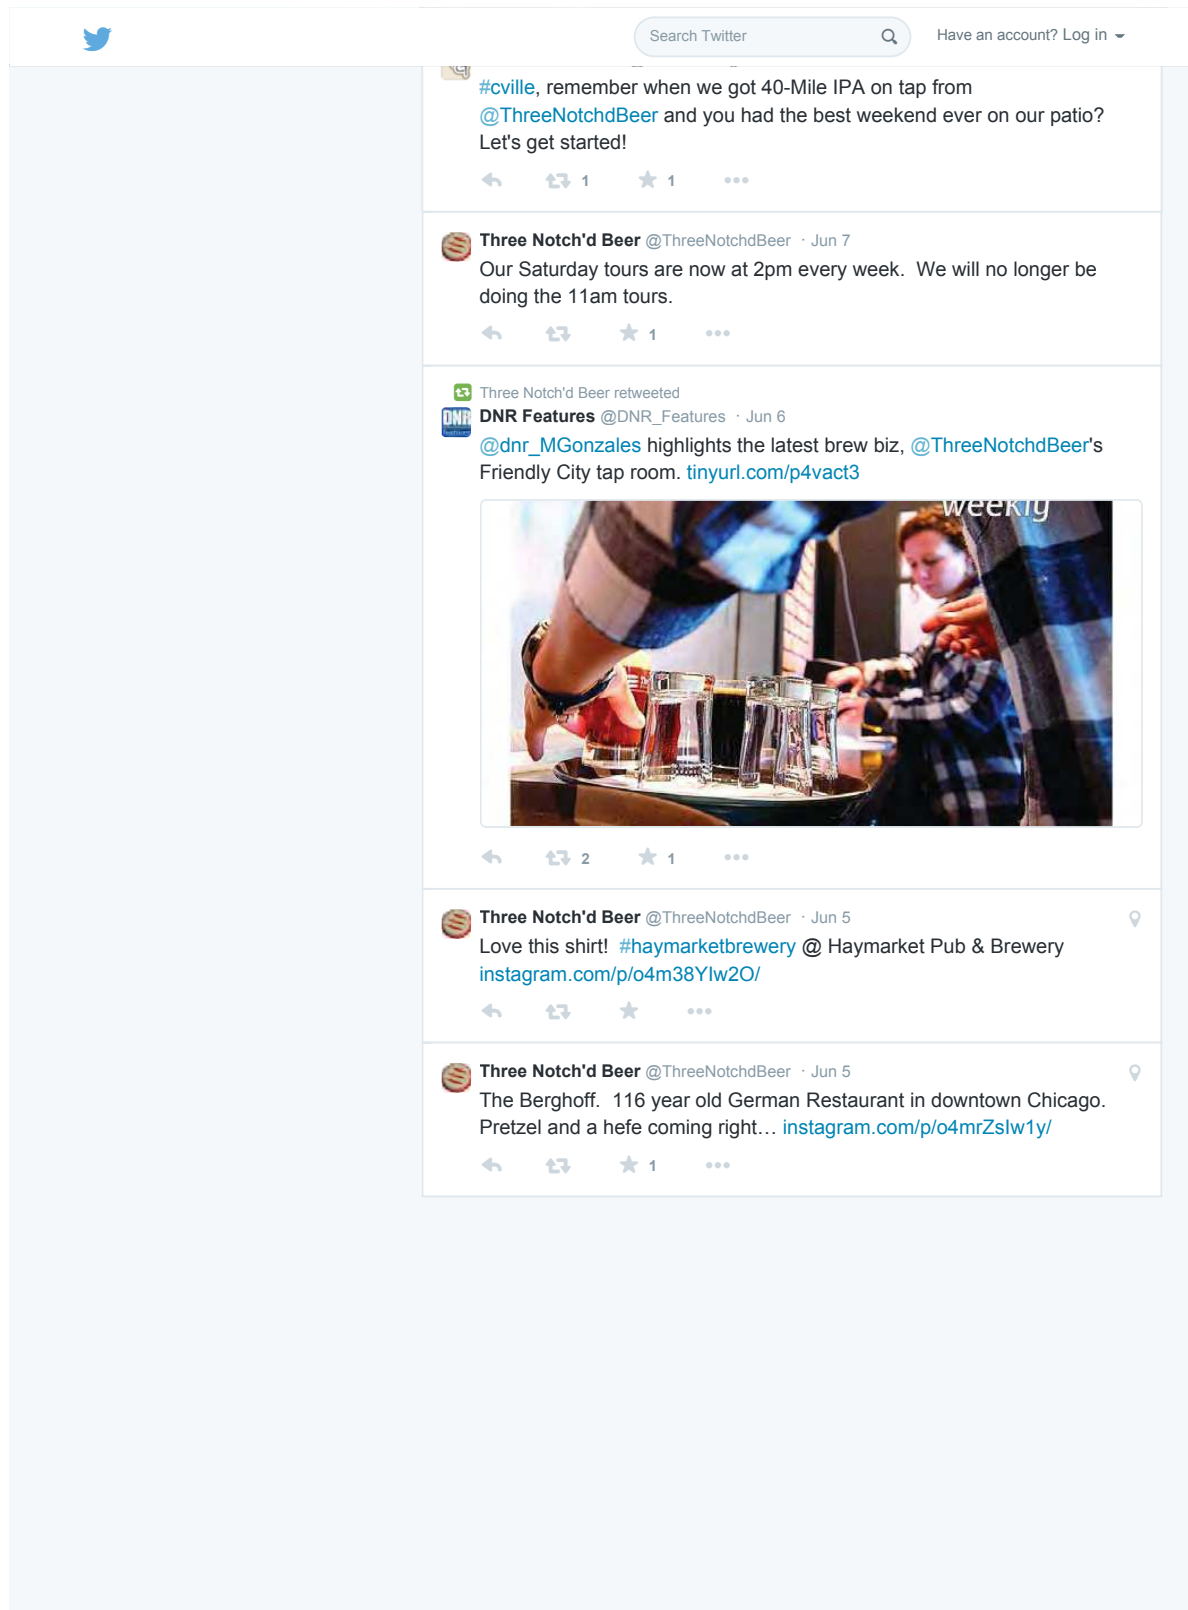 Search Twitter
Have an account? Log in
#cville, remember when we got 40-Mile IPA on tap from
@ThreeNotchdBeer and you had the best weekend ever on our patio?
Let's get started!
1 1
Three Notch'd Beer @ThreeNotchdBeer · Jun 7
Our Saturday tours are now at 2pm every week. We will no longer be
doing the 11am tours.
1
Three Notch'd Beer retweeted
DNR
DNR Features @DNR_Features · Jun 6
@dnr_MGonzales highlights the latest brew biz, @ThreeNotchdBeer's
Friendly City tap room. tinyurl.com/p4vact3
weekly
2 1
Three Notch'd Beer @ThreeNotchdBeer · Jun 5
Love this shirt! #haymarketbrewery @ Haymarket Pub & Brewery
instagram.com/p/o4m38YIw2O/
Three Notch'd Beer @ThreeNotchdBeer · Jun 5
The Berghoff. 116 year old German Restaurant in downtown Chicago.
Pretzel and a hefe coming right… instagram.com/p/o4mrZsIw1y/
1